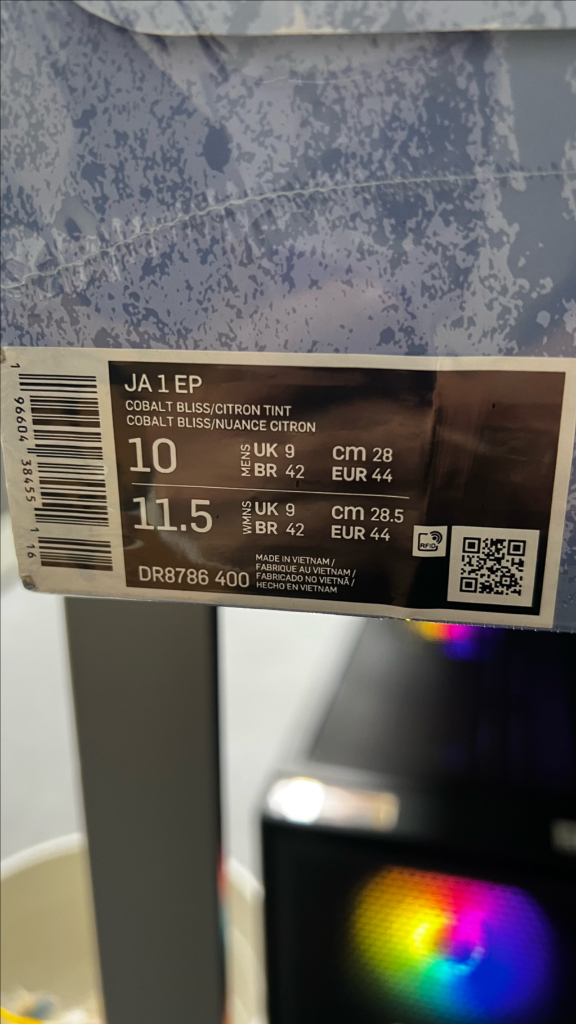 JA 1 EP
COBALT BLISS/CITRON TINT
COBALT BLISS/NUANCE CITRON
10 MENS UK 9 cm 28
BR 42 EUR 44
11.5 WMNS UK 9 cm 28.5
BR 42 EUR 44
RFID
DR8786 400
MADE IN VIETNAM /
FABRIQUE AU VIETNAM /
FABRICADO NO VIETNÃ /
HECHO EN VIETNAM
1 96604 38455 1 16